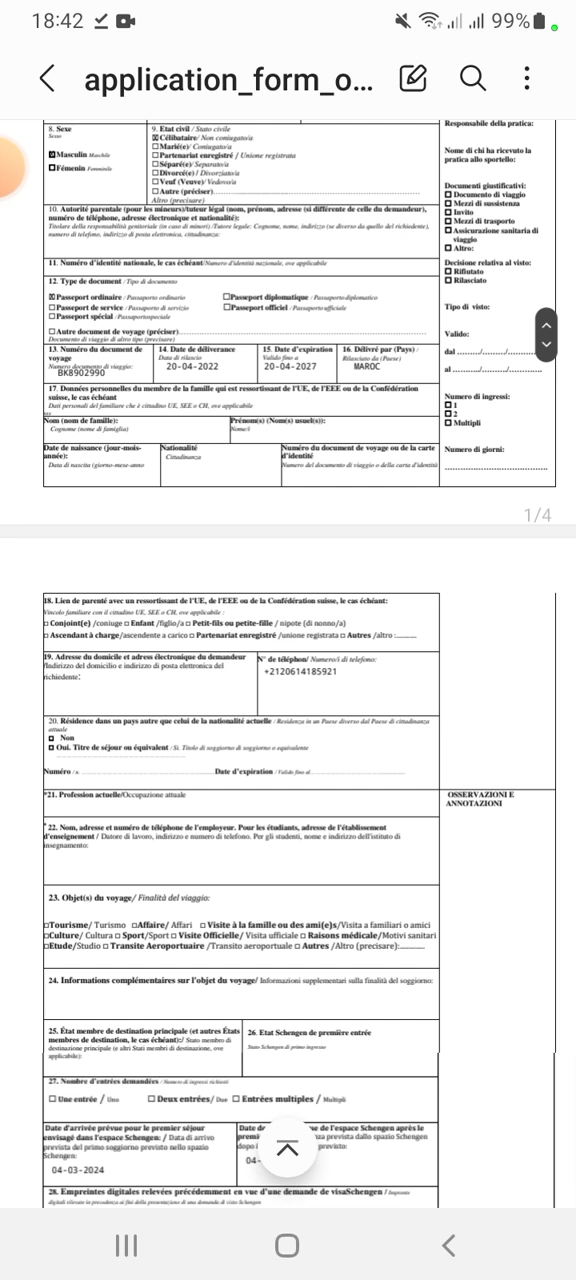 18:42
99%
application_form_o...
8. Sexe
Sesso
Masculin Maschile
Fémenin Femminile
9. Etat civil / Stato civile
Célibataire/ Non coniugato/a
Marié(e)/ Coniugato/a
Partenariat enregistré / Unione registrata
Séparé(e)/ Separato/a
Divorcé(e) / Divorziato/a
Veuf (Veuve)/ Vedovo/a
Autre (préciser)
Altro (precisare)
10. Autorité parentale (pour les mineurs)/tuteur légal (nom, prénom, adresse (si différente de celle du demandeur),
numéro de téléphone, adresse électronique et nationalité):
Titolare della responsabilità genitoriale (in caso di minori) /Tutore legale: Cognome, nome, indirizzo (se diverso da quello del richiedente),
numero di telefono, indirizzo di posta elettronica, cittadinanza:
11. Numéro d'identité nationale, le cas échéant/Numero d'identità nazionale, ove applicabile
12. Type de document / Tipo di documento
Passeport ordinaire / Passaporto ordinario
Passeport diplomatique / Passaporto diplomatico
Passeport de service / Passaporto di servizio
Passeport officiel / Passaporto ufficiale
Passeport spécial / Passaporto speciale
Autre document de voyage (préciser)
Documento di viaggio di altro tipo (precisare)
13. Numéro du document de
voyage
Numero documento di viaggio:
BK8902990
14. Date de déliverance
Data di rilascio
20-04-2022
15. Date d'expiration
Valido fino a
20-04-2027
16. Délivré par (Pays) /
Rilasciato da (Paese)
MAROC
17. Données personnelles du membre de la famille qui est ressortissant de l'UE, de l'EEE ou de la Confédération
suisse, le cas échéant
Dati personali del familiare che è cittadino UE, SEE o CH, ove applicabile
Nom (nom de famille):
Cognome (nome di famiglia)
Prénom(s) (Nom(s) usuel(s)):
Nome/i
Date de naissance (jour-mois-
année):
Data di nascita (giorno-mese-anno
Nationalité
Cittadinanza
Numéro du document de voyage ou de la carte
d'identité
Numero del documento di viaggio o della carta d'identità
Responsabile della pratica:
Nome di chi ha ricevuto la
pratica allo sportello:
Documenti giustificativi:
Documento di viaggio
Mezzi di sussistenza
Invito
Mezzi di trasporto
Assicurazione sanitaria di
viaggio
Altro:
Decisione relativa al visto:
Rifiutato
Rilasciato
Tipo di visto:
Valido:
dal ......./......./.......
al ......./......./.......
Numero di ingressi:
1
2
Multipli
Numero di giorni:
1/4
18. Lien de parenté avec un ressortissant de l'UE, de l'EEE ou de la Confédération suisse, le cas échéant:
Vincolo familiare con il cittadino UE, SEE o CH, ove applicabile :
Conjoint(e) /coniuge □ Enfant /figlio/a □ Petit-fils ou petite-fille / nipote (di nonno/a)
Ascendant à charge/ascendente a carico □ Partenariat enregistré /unione registrata □ Autres /altro :
19. Adresse du domicile et adress électronique du demandeur
/Indirizzo del domicilio e indirizzo di posta elettronica del
richiedente:
N° de téléphon/ Numero/i di telefono:
+2120614185921
20. Résidence dans un pays autre que celui de la nationalité actuelle / Residenza in un Paese diverso dal Paese di cittadinanza
attuale
Non
Oui. Titre de séjour ou équivalent / Sì. Titolo di soggiorno di soggiorno o equivalente
Numéro / n.
Date d'expiration / Valido fino al
*21. Profession actuelle/Occupazione attuale
OSSERVAZIONI E
ANNOTAZIONI
*22. Nom, adresse et numéro de téléphone de l'employeur. Pour les étudiants, adresse de l'établissement
d'enseignement / Datore di lavoro, indirizzo e numero di telefono. Per gli studenti, nome e indirizzo dell'istituto di
insegnamento:
23. Objet(s) du voyage/ Finalità del viaggio:
□Tourisme/ Turismo □Affaire/ Affari □ Visite à la famille ou des ami(e)s/Visita a familiari o amici
□Culture/ Cultura □ Sport/Sport □ Visite Officielle/ Visita ufficiale □ Raisons médicale/Motivi sanitari
□Etude/Studio □ Transite Aeroportuaire /Transito aeroportuale □ Autres /Altro (precisare):
24. Informations complémentaires sur l'objet du voyage/ Informazioni supplementari sulla finalità del soggiorno:
25. État membre de destination principale (et autres États
membres de destination, le cas échéant):/ Stato membro di
destinazione principale (e altri Stati membri di destinazione, ove
applicabile):
26. Etat Schengen de première entrée
Stato Schengen di primo ingresso
27. Nombre d'entrées demandées / Numero di ingressi richiesti
Une entrée / Uno
Deux entrées/ Due
Entrées multiples / Multipli
Date d'arrivée prévue pour le premier séjour
envisagé dans l'espace Schengen: / Data di arrivo
prevista del primo soggiorno previsto nello spazio
Schengen:
04-03-2024
Date de
e de l'espace Schengen après le
premi
za prevista dallo spazio Schengen
dopo i
previsto:
04-
28. Empreintes digitales relevées précédemment en vue d'une demande de visaSchengen / Impronte
digitali rilevate in precedenza ai fini della presentazione di una domanda di visto Schengen